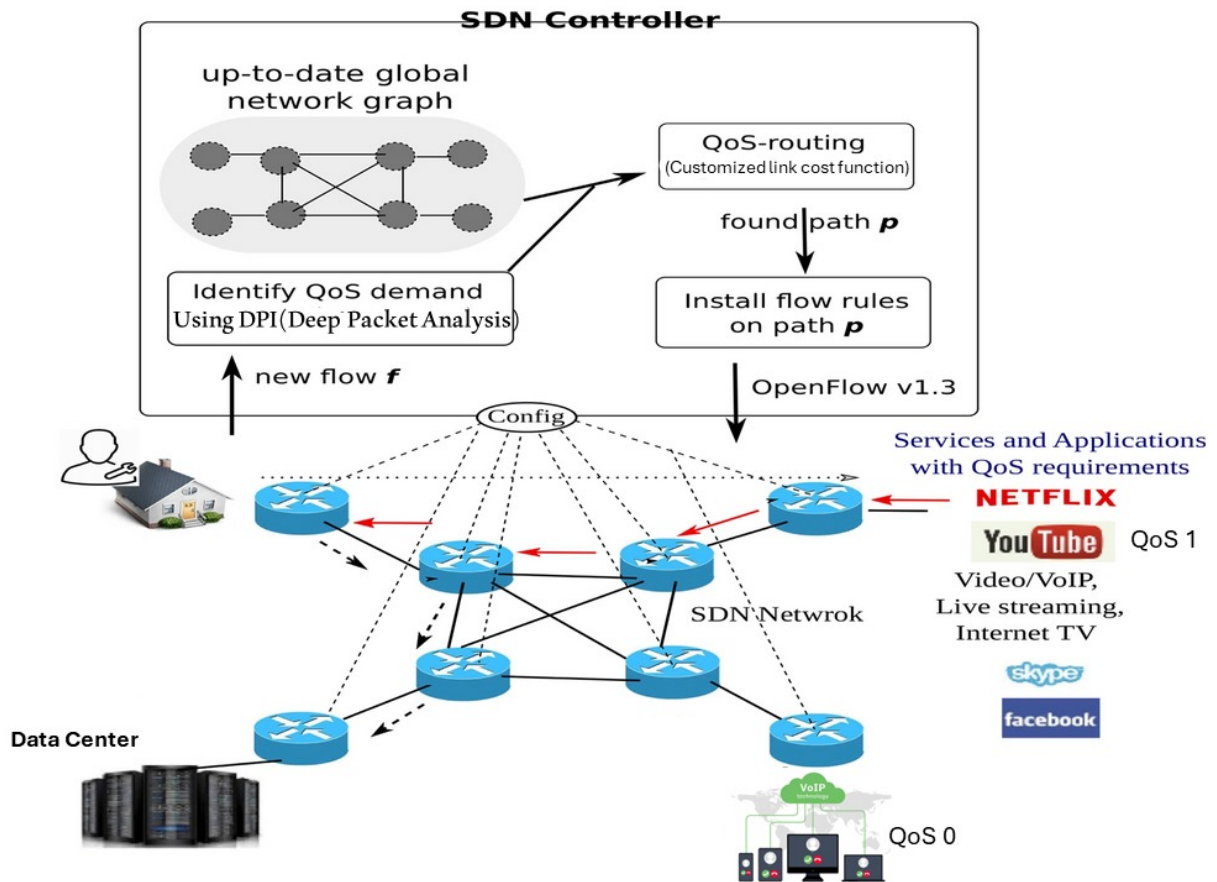 SDN Controller
up-to-date global
network graph
QoS-routing
(Customized link cost function)
found path p
Identify QoS demand
Using DPI(Deep Packet Analysis)
Install flow rules
on path p
new flow f
OpenFlow v1.3
Config
Services and Applications
with QoS requirements
NETFLIX
YouTube
QoS 1
Video/VoIP,
Live streaming,
Internet TV
SDN Netwrok
skype
facebook
Data Center
VoIP
technology
QoS 0